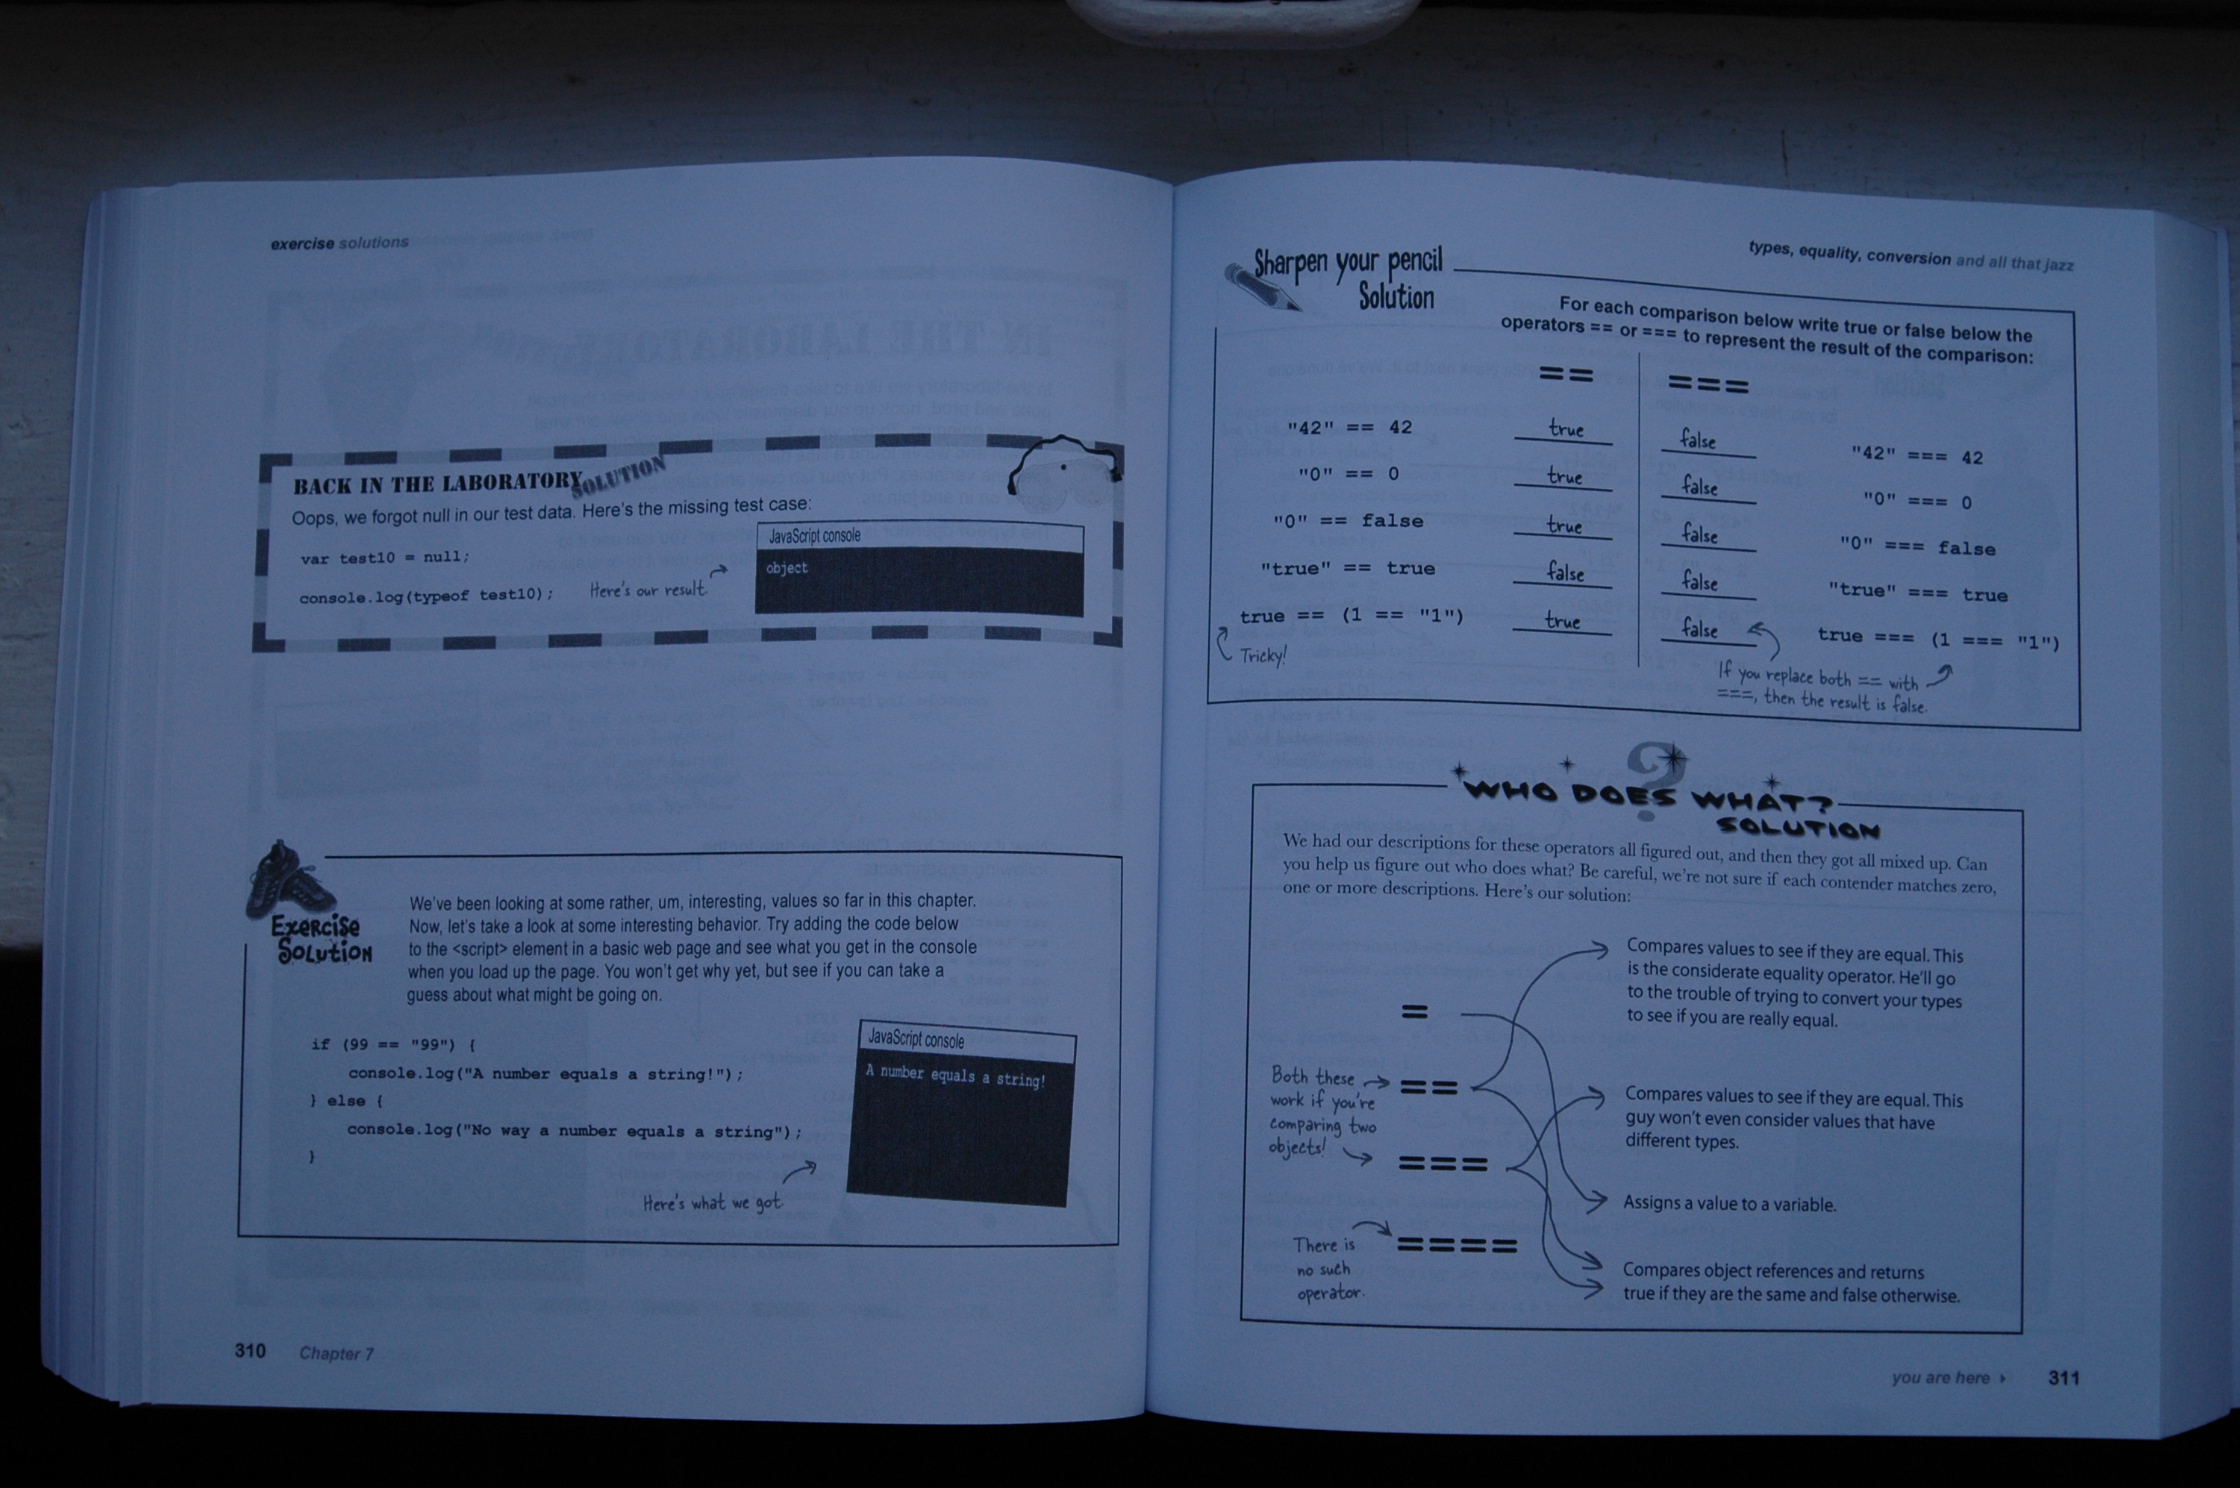 exercise solutions
BACK IN THE LABORATORY SOLUTION
Oops, we forgot null in our test data. Here's the missing test case:
var test10 = null;
console.log(typeof test10);
Here's our result.
JavaScript console
object
Exercise
Solution
We've been looking at some rather, um, interesting, values so far in this chapter.
Now, let's take a look at some interesting behavior. Try adding the code below
to the <script> element in a basic web page and see what you get in the console
when you load up the page. You won't get why yet, but see if you can take a
guess about what might be going on.
if (99 == "99") {
console.log("A number equals a string!");
} else {
console.log("No way a number equals a string");
}
Here's what we got.
JavaScript console
A number equals a string!
310 Chapter 7
types, equality, conversion and all that jazz
Sharpen your pencil
Solution
For each comparison below write true or false below the
operators == or === to represent the result of the comparison:
== ===
"42" == 42 true false "42" === 42
"0" == 0 true false "0" === 0
"0" == false true false "0" === false
"true" == true false false "true" === true
true == (1 == "1") true false true === (1 === "1")
Tricky!
If you replace both == with
===, then the result is false.
WHO DOES WHAT?
SOLUTION
We had our descriptions for these operators all figured out, and then they got all mixed up. Can
you help us figure out who does what? Be careful, we're not sure if each contender matches zero,
one or more descriptions. Here's our solution:
=
==
===
====
Both these
work if you're
comparing two
objects!
There is
no such
operator.
Compares values to see if they are equal. This
is the considerate equality operator. He'll go
to the trouble of trying to convert your types
to see if you are really equal.
Compares values to see if they are equal. This
guy won't even consider values that have
different types.
Assigns a value to a variable.
Compares object references and returns
true if they are the same and false otherwise.
you are here ▸ 311